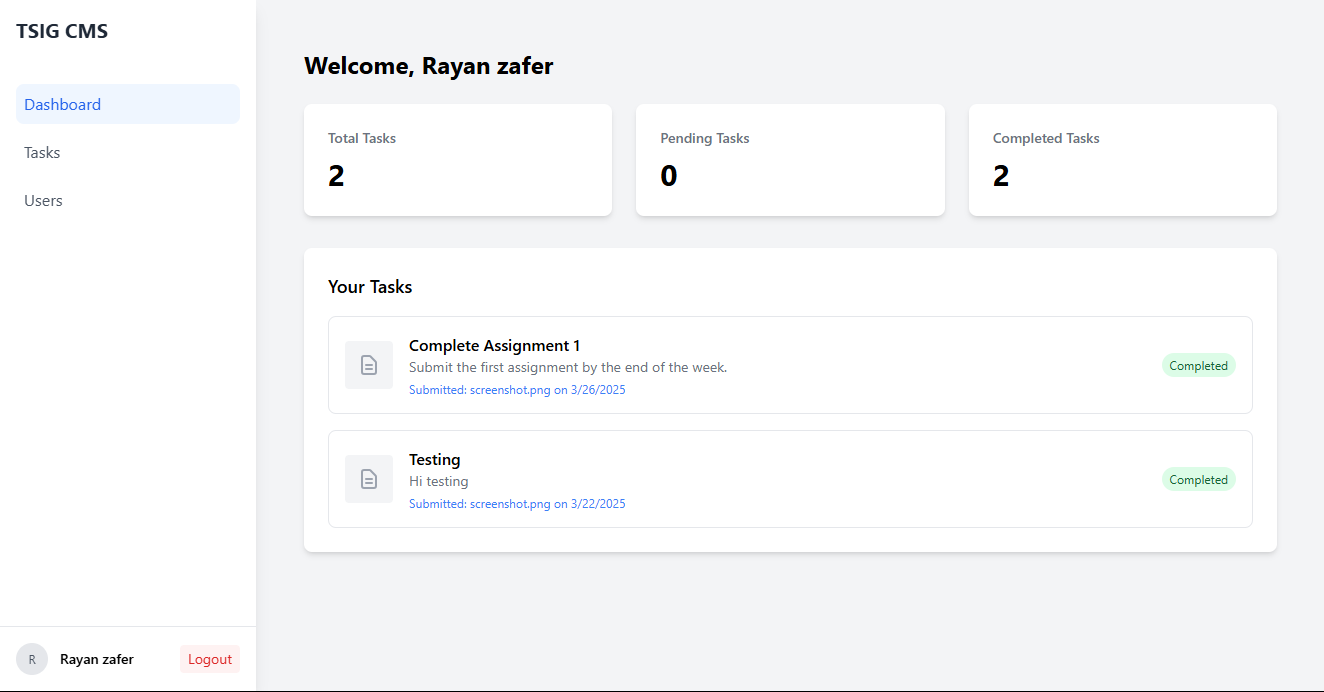 TSIG CMS
Dashboard
Tasks
Users
R
Rayan zafer
Logout
Welcome, Rayan zafer
Total Tasks
2
Pending Tasks
0
Completed Tasks
2
Your Tasks
Complete Assignment 1
Submit the first assignment by the end of the week.
Submitted: screenshot.png on 3/26/2025
Completed
Testing
Hi testing
Submitted: screenshot.png on 3/22/2025
Completed